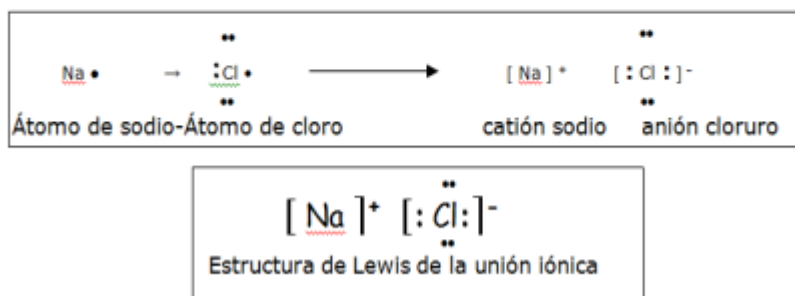 Na • → :Cl • ⟶ [ Na ] ⁺ [ : Cl : ]⁻
Átomo de sodio-Átomo de cloro catión sodio anión cloruro
[ Na ]⁺ [: Cl :]⁻
Estructura de Lewis de la unión iónica